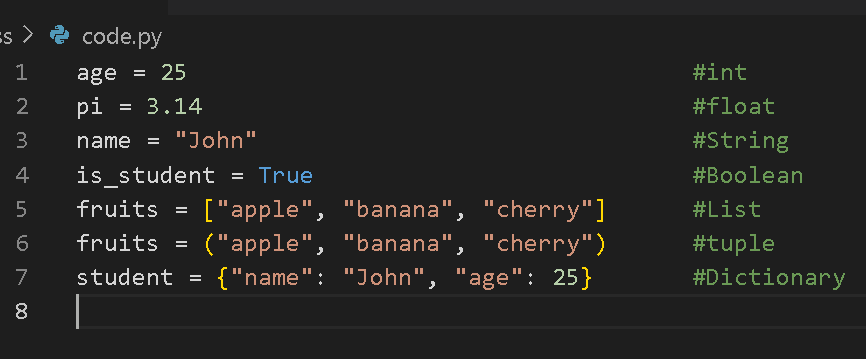 ss > code.py
1 age = 25 #int
2 pi = 3.14 #float
3 name = "John" #String
4 is_student = True #Boolean
5 fruits = ["apple", "banana", "cherry"] #List
6 fruits = ("apple", "banana", "cherry") #tuple
7 student = {"name": "John", "age": 25} #Dictionary
8